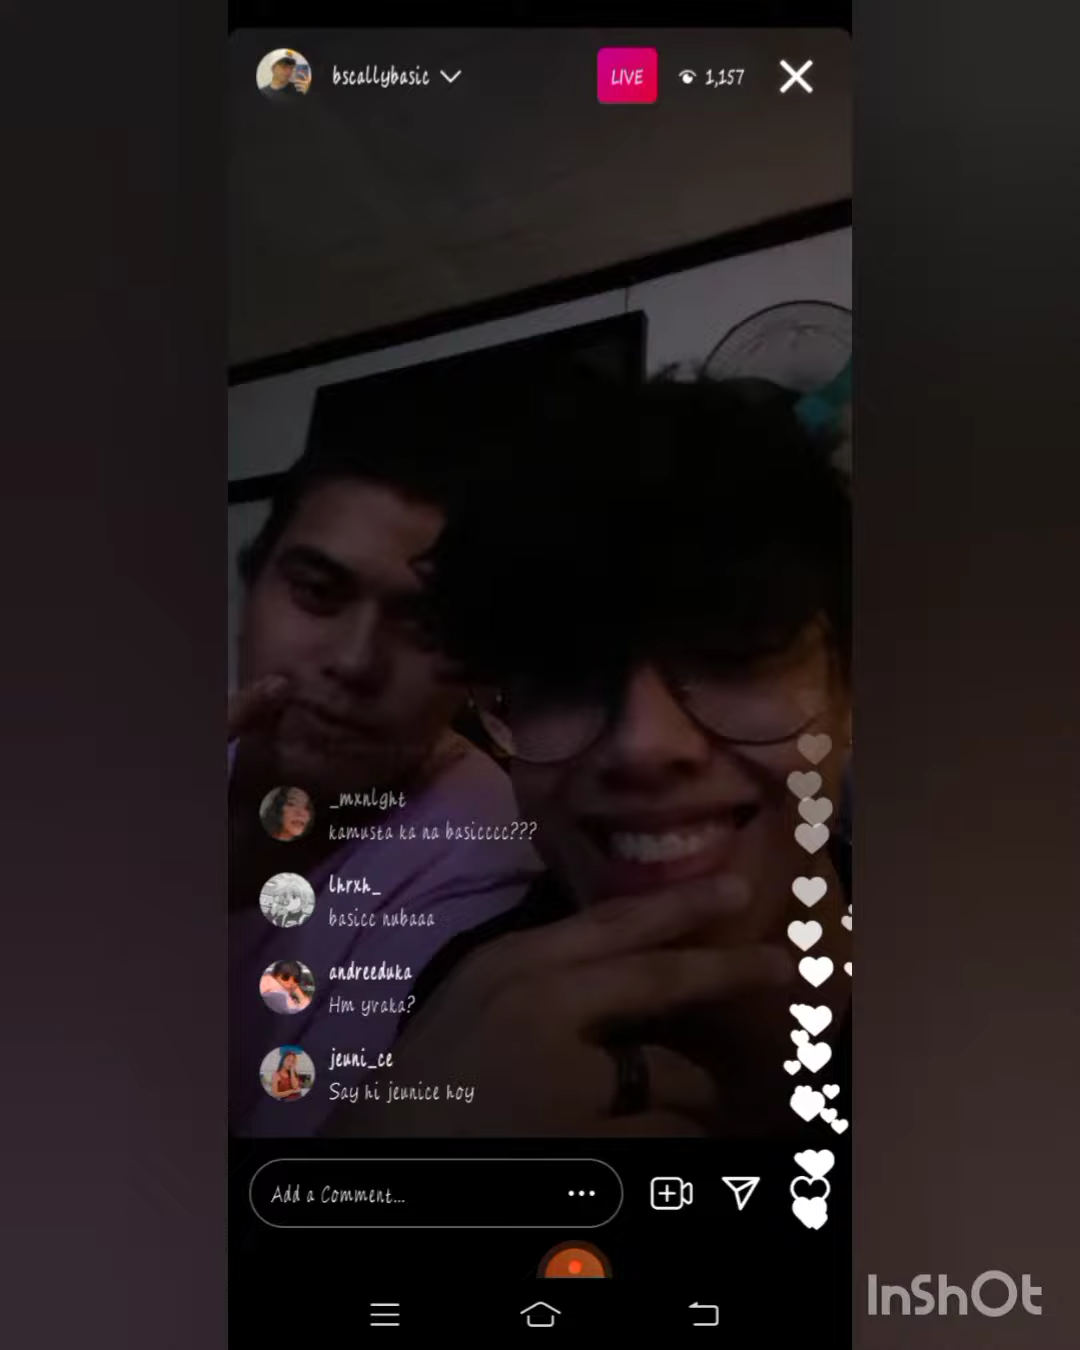 bscallybasic
LIVE
1,157
_mxnlght
kamusta ka na basicccc???
lhrxh_
basicc nubaaa
andreeduka
Hm yvaka?
jeuni_ce
Say hi jeunice hoy
Add a Comment...
InShOt